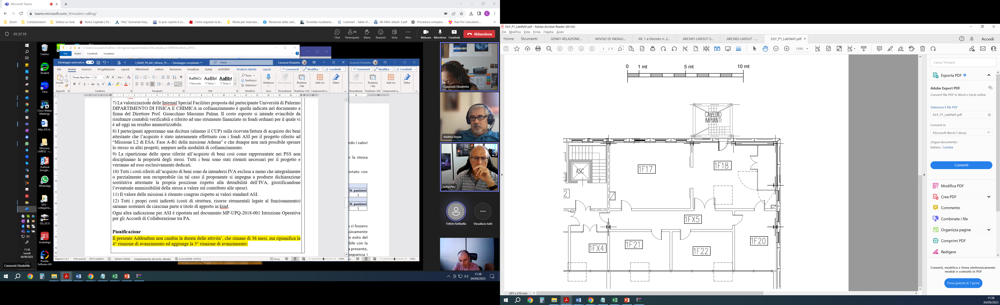 Microsoft Teams
teams.microsoft.com/_#/modern-calling/
Zoom
Condizionatori
Edilizia su fune
Roma Capitale | Sit...
FAQ "domande freq...
Si può coprire il co...
Come regolare la te...
Multa per mancata...
Revisione della cald...
Données nucléaires...
Livechart - Table of...
08-0442-attach-3.pdf
Procedura compara...
Rad Pro Calculator:...
01:37:19
Chat
11
Partecipanti
Mano
Reazioni
Vista
Altro
Webcam
Microfono
Condividi
Abbandona
Cestino
Student
Hera
Cisco Webex
Meetings
http_ASI.d...
Missione
LARES2 - c...
Outlook
Google...
WhatsApp
UVS -
collegame...
OU_UCO
ArubaSign
Portale
Software ASI
11:38
lunedì
04/09/2023
C:\Users\cavazzuti\OneDrive - ASI Agenzia Spaziale Italiana\OSU_attuale_pc\ATHENA\Athena_2019-2
File
Home
Condividi
Visualizza
Salvataggio automatico
3_MoM_TN_AA1_Athena_19-... • Salvataggio completato
Cerca
Cavazzuti Elisabetta
Cavazzuti Elisabetta
File
Home
Inserisci
Progettazione
Layout
Riferimenti
Lettere
Revisione
Visualizza
Guida
ACROBAT
Struttura tabella
Layout
Commenti
Modifica
Condividi
Commenti
Modifica
Condividi
Incolla
Times New Ron
12
AaBbCc
AaBbC
AaBbC
Normale
Titolo 1
Titolo 2
Trova
Sostituisci
Seleziona
Dettatura
Riservatezza
Riutilizza
i file
Add-ins
Editor
Riservatezza
Riutilizza
i file
Add-ins
Editor
Appunti
Carattere
Paragrafo
Stili
Modifica
Voce
Riservatezza
Riutilizza i file
Componenti a...
Riservatezza
Riutilizza i file
Componenti a...
7) La valorizzazione delle Internal Special Facilities proposta dal partecipante Università di Palermo
DIPARTIMENTO DI FISICA E CHIMICA in cofinanziamento è quella indicata nel documento a
firma del Direttore Prof. Gioacchino Massimo Palma. Il costo esposto si intende evincibile da
risultanze contabili verificabili e riferito ad uno strumento finanziato su fondi ordinari per il quale vi
è ad oggi un residuo ammortizzabile.
8) I partecipanti apporranno una dicitura (almeno il CUP) sulla ricevuta/fattura di acquisto dei beni
attestante che l'acquisto è stato interamente effettuato con i fondi ASI per il progetto riferito ad
“Missione L2 di ESA: Fase A-B1 della missione Athena” e che dunque non sarà possibile spesare
lo stesso su altri progetti, neppure nella modalità di cofinanziamento.
9) La ripartizione delle spese riferite all'acquisto di beni così come rappresentate nei PSS non
disciplinano la proprietà degli stessi. Tutti i beni sono stati ritenuti necessari per il progetto e
verranno ad esso esclusivamente dedicati.
10) Tutti i costi riferiti all'acquisto di beni sono da intendersi IVA esclusa a meno che integralmente
o parzialmente non recuperabile (in tal caso il proponente si impegna a produrre dichiarazione
sostitutiva attestante la propria posizione rispetto alla detraibilità dell'IVA, giustificandone
l'eventuale ammissibilità della stessa a valere sul contributo alle spese).
11) Il valore delle missioni è ritenuto congruo rispetto ai valori standard ASI.
12) Tutti i propri costi indiretti (costi di struttura, risorse strumentali legate al funzionamento)
saranno sostenuti da ciascuna parte a titolo di apporto in kind.
Ogni altra indicazione per ASI è riportata nel documento MP-UPQ-2018-001 Istruzione Operativa
per gli Accordi di Collaborazione tra PA.
Pianificazione
Il presente Addendum non cambia la durata delle attivita', che rimane di 36 mesi, ma ripianifica la
4° riunione di avanzamento ed aggiunge la 5° riunione di avanzamento:
ndo i valori
er la stessa
ortato con
N. posizioni
1
N. posizioni
1
n ci fossero
ssivamente
n esito del
bile con la
a presente,
seguenza i
Pagina 5 di 7
1443 parole
9470 caratteri
Italiano (Italia)
Completamento del testo: attivato
Accessibilità: verifica
Focus
140%
140%
Cavazzuti Elisabetta
Cavazzuti Elisabetta
Andrea Argan
Luigi.Piro
Feltrin Raffaella
Visualizza tutti
11:38
04/09/2023
Ed.F_P1_LabINAF.pdf - Adobe Acrobat Reader (64-bit)
File
Modifica
Vista
Firma
Finestra
Aiuto
Home
Strumenti
GEN01-RELAZIONE...
AVVISO DI INDAGI...
All. 1 a Decreto n. 2...
ARCH01-LAYOUT-S...
ARCH02-LAYOUT - ...
Ed.F_P1_LabINAF.pdf
Accedi
1 / 1
110%
0
1 mt
5 mt
10 mt
CAVEDIO
IMPIANTI
ASC
1F17
1F18
2
1FX5
1FX4
1F21
1F22
1F20
297 x 210 mm
Cerca 'Firmare'
Esporta PDF
Adobe Export PDF
Converti file PDF in Word o Excel online
Seleziona il file PDF
Ed.F_P1_LabINAF.pdf
Converti in
Microsoft Word (*.docx)
Lingua documento:
Italiano Cambia
Converti
Modifica PDF
Crea PDF
Commento
Combinate i file
Organizza pagine
Comprimi PDF
Redigere
Converti, modifica e firma elettronicamente
moduli e contratti in PDF
Prova gratuita di 7 giorni
11:38
04/09/2023